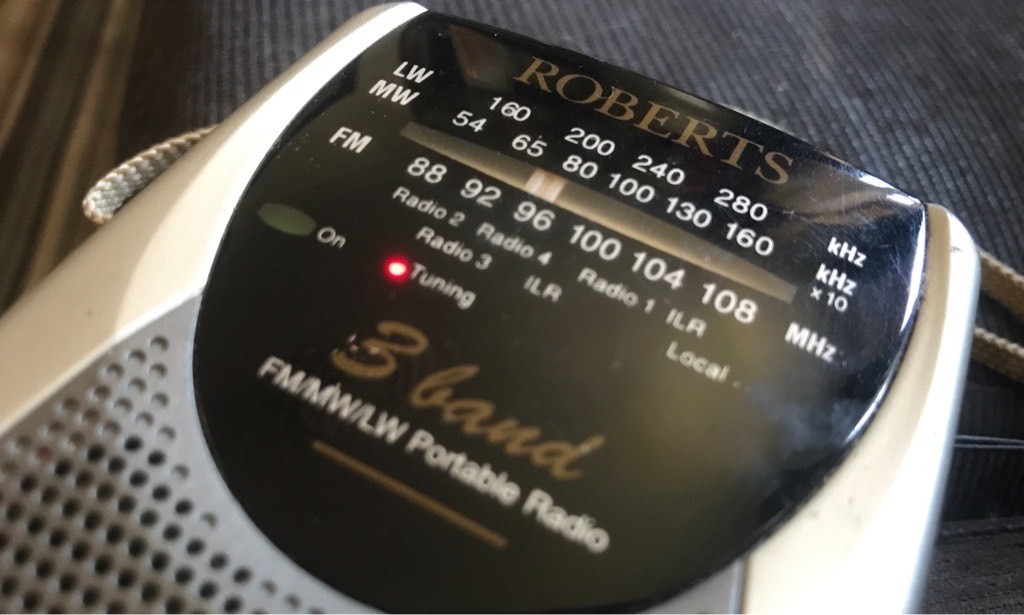 ROBERTS
LW 160 200 240 280 kHz
MW 54 65 80 100 130 160 kHz
x 10
FM 88 92 96 100 104 108 MHz
Radio 2 Radio 4 Radio 1 ILR
Radio 3 ILR Local
On
Tuning
3 band
FM/MW/LW Portable Radio